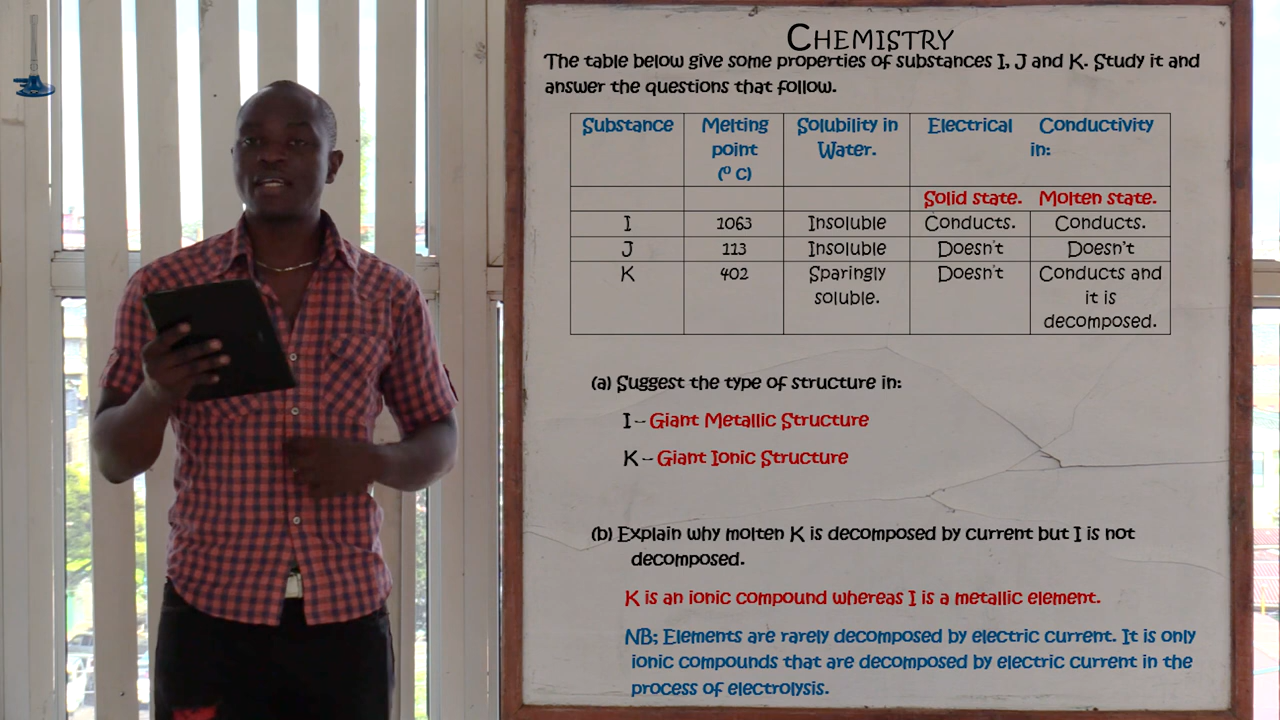 CHEMISTRY
The table below give some properties of substances I, J and K. Study it and
answer the questions that follow.
Substance Melting point (⁰ C) Solubility in Water. Electrical Conductivity in:
Solid state. Molten state.
I 1063 Insoluble Conducts. Conducts.
J 113 Insoluble Doesn't Doesn't
K 402 Sparingly soluble. Doesn't Conducts and it is decomposed.
(a) Suggest the type of structure in:
I – Giant Metallic Structure
K – Giant Ionic Structure
(b) Explain why molten K is decomposed by current but I is not
decomposed.
K is an ionic compound whereas I is a metallic element.
NB; Elements are rarely decomposed by electric current. It is only
ionic compounds that are decomposed by electric current in the
process of electrolysis.